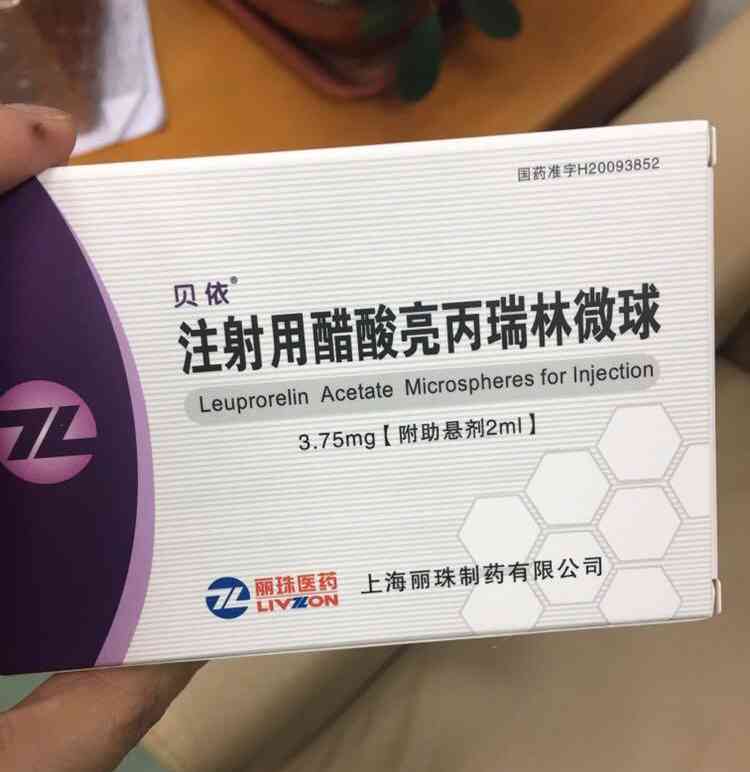 国药准字H20093852
贝依®
注射用醋酸亮丙瑞林微球
Leuprorelin Acetate Microspheres for Injection
3.75mg【附助悬剂2ml】
丽珠医药
LIVZON
上海丽珠制药有限公司